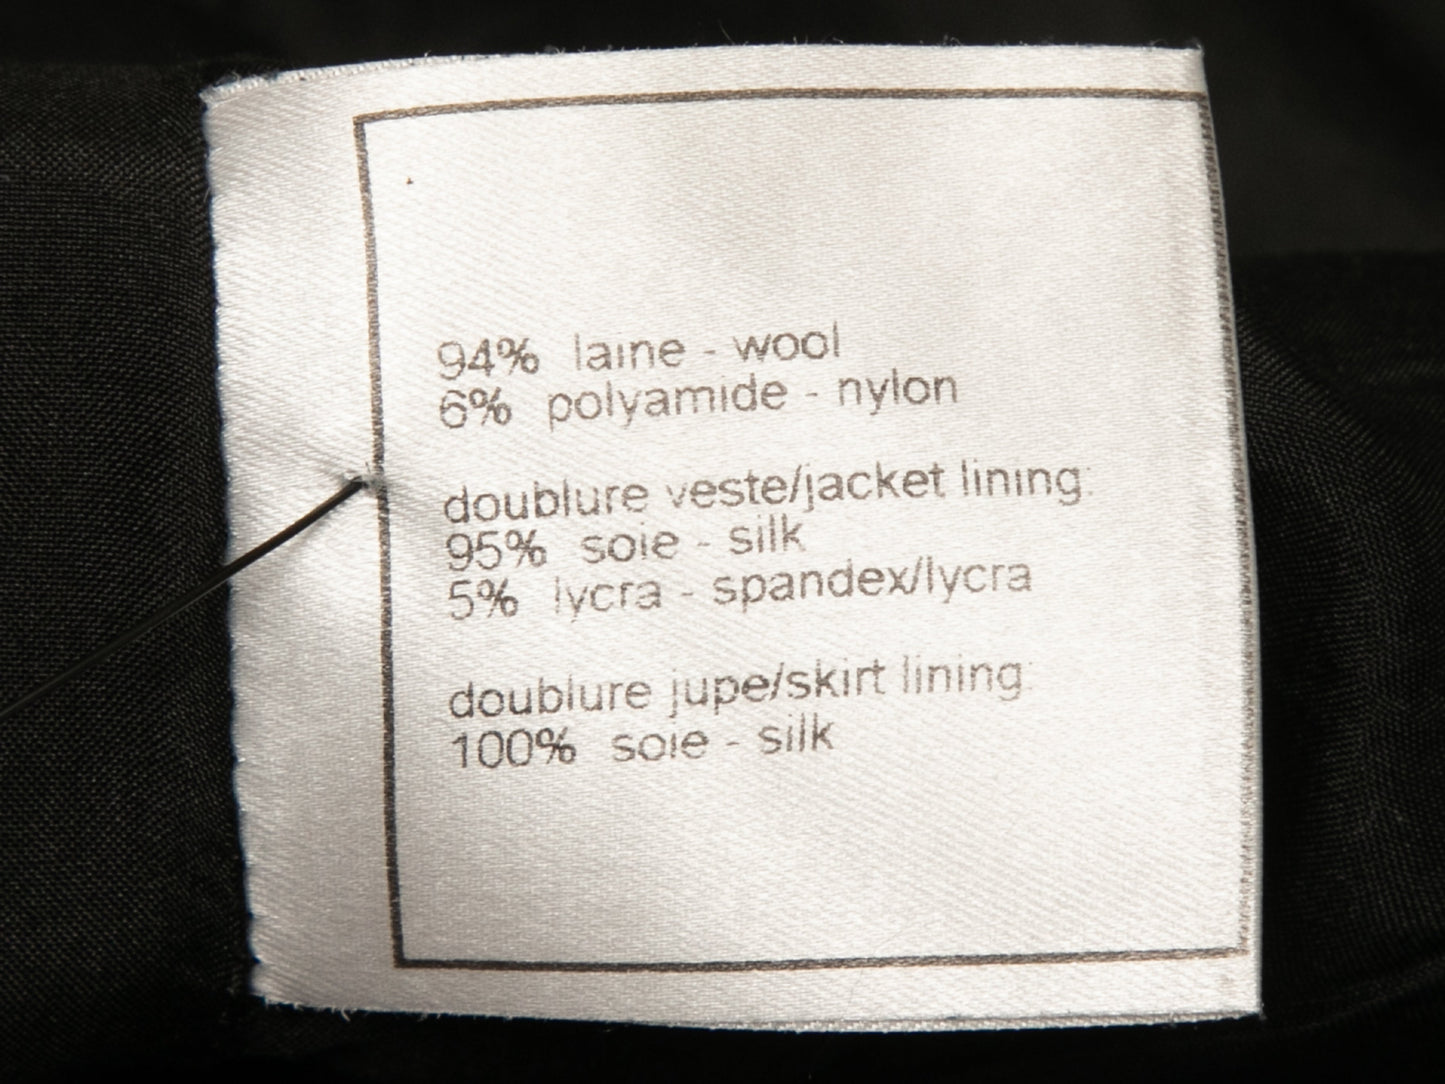 94% laine - wool
6% polyamide - nylon
doublure veste/jacket lining:
95% soie - silk
5% lycra - spandex/lycra
doublure jupe/skirt lining:
100% soie - silk